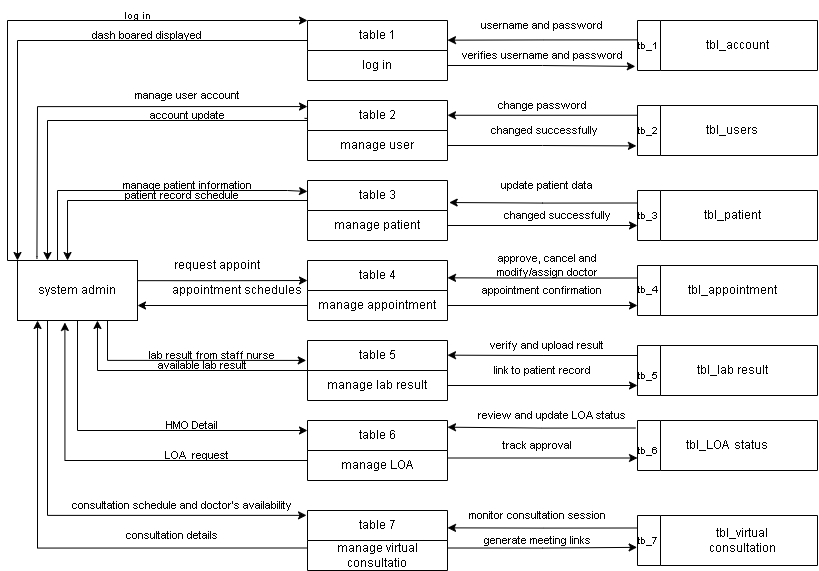 log in
dash boared displayed
table 1
log in
username and password
verifies username and password
tb_1
tbl_account
manage user account
account update
table 2
manage user
change password
changed successfully
tb_2
tbl_users
manage patient information
patient record schedule
table 3
manage patient
update patient data
changed successfully
tb_3
tbl_patient
system admin
request appoint
appointment schedules
table 4
manage appointment
approve, cancel and
modify/assign doctor
appointment confirmation
tb_4
tbl_appointment
lab result from staff nurse
available lab result
table 5
manage lab result
verify and upload result
link to patient record
tb_5
tbl_lab result
HMO Detail
LOA request
table 6
manage LOA
review and update LOA status
track approval
tb_6
tbl_LOA status
consultation schedule and doctor's availability
consultation details
table 7
manage virtual
consultatio
monitor consultation session
generate meeting links
tb_7
tbl_virtual
consultation